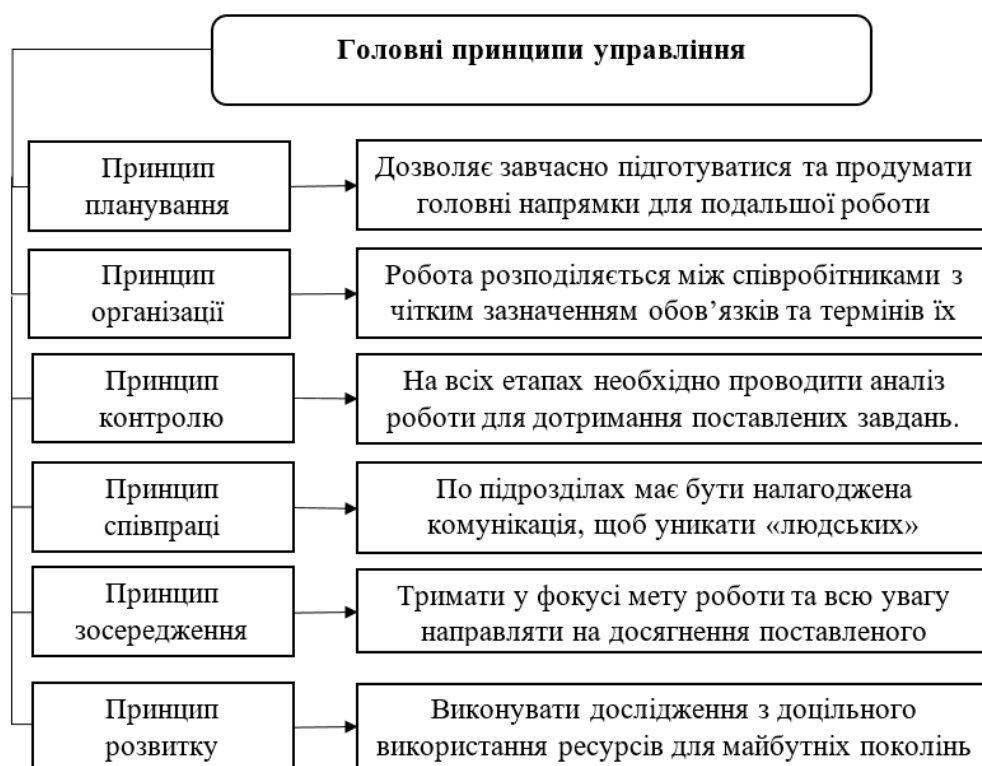 Головні принципи управління
Принцип
планування
Дозволяє завчасно підготуватися та продумати
головні напрямки для подальшої роботи
Принцип
організації
Робота розподіляється між співробітниками з
чітким зазначенням обов’язків та термінів їх
Принцип
контролю
На всіх етапах необхідно проводити аналіз
роботи для дотримання поставлених завдань.
Принцип
співпраці
По підрозділах має бути налагоджена
комунікація, щоб уникати «людських»
Принцип
зосередження
Тримати у фокусі мету роботи та всю увагу
направляти на досягнення поставленого
Принцип
розвитку
Виконувати дослідження з доцільного
використання ресурсів для майбутніх поколінь